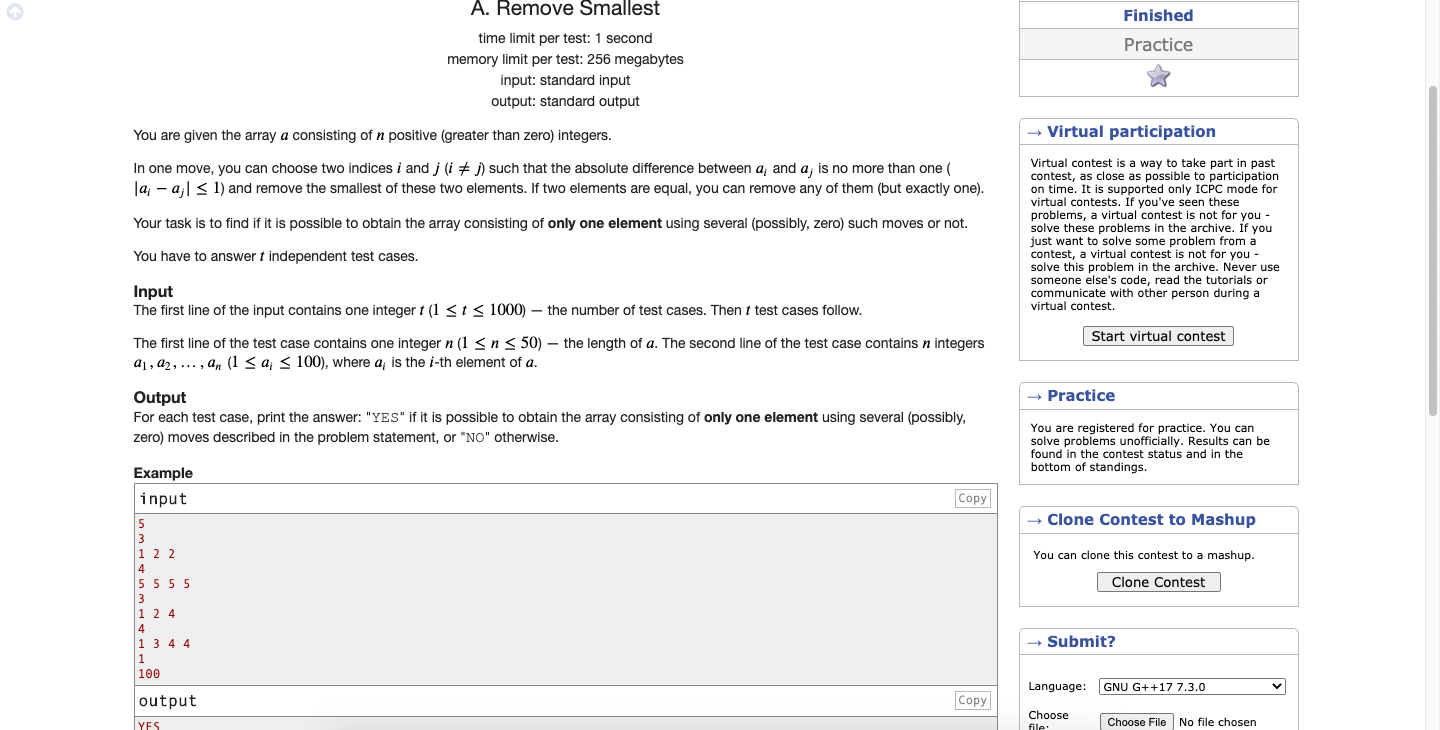 A. Remove Smallest
time limit per test: 1 second
memory limit per test: 256 megabytes
input: standard input
output: standard output
You are given the array a consisting of n positive (greater than zero) integers.
In one move, you can choose two indices i and j (i ≠ j) such that the absolute difference between aᵢ and aⱼ is no more than one (
|aᵢ − aⱼ| ≤ 1) and remove the smallest of these two elements. If two elements are equal, you can remove any of them (but exactly one).
Your task is to find if it is possible to obtain the array consisting of only one element using several (possibly, zero) such moves or not.
You have to answer t independent test cases.
Input
The first line of the input contains one integer t (1 ≤ t ≤ 1000) — the number of test cases. Then t test cases follow.
The first line of the test case contains one integer n (1 ≤ n ≤ 50) — the length of a. The second line of the test case contains n integers
a₁, a₂, …, aₙ (1 ≤ aᵢ ≤ 100), where aᵢ is the i-th element of a.
Output
For each test case, print the answer: "YES" if it is possible to obtain the array consisting of only one element using several (possibly,
zero) moves described in the problem statement, or "NO" otherwise.
Example
input
Copy
5
3
1 2 2
4
5 5 5 5
3
1 2 4
4
1 3 4 4
1
100
output
Copy
YES
Finished
Practice
→ Virtual participation
Virtual contest is a way to take part in past
contest, as close as possible to participation
on time. It is supported only ICPC mode for
virtual contests. If you've seen these
problems, a virtual contest is not for you -
solve these problems in the archive. If you
just want to solve some problem from a
contest, a virtual contest is not for you -
solve this problem in the archive. Never use
someone else's code, read the tutorials or
communicate with other person during a
virtual contest.
Start virtual contest
→ Practice
You are registered for practice. You can
solve problems unofficially. Results can be
found in the contest status and in the
bottom of standings.
→ Clone Contest to Mashup
You can clone this contest to a mashup.
Clone Contest
→ Submit?
Language: GNU G++17 7.3.0
Choose
file:
Choose File No file chosen